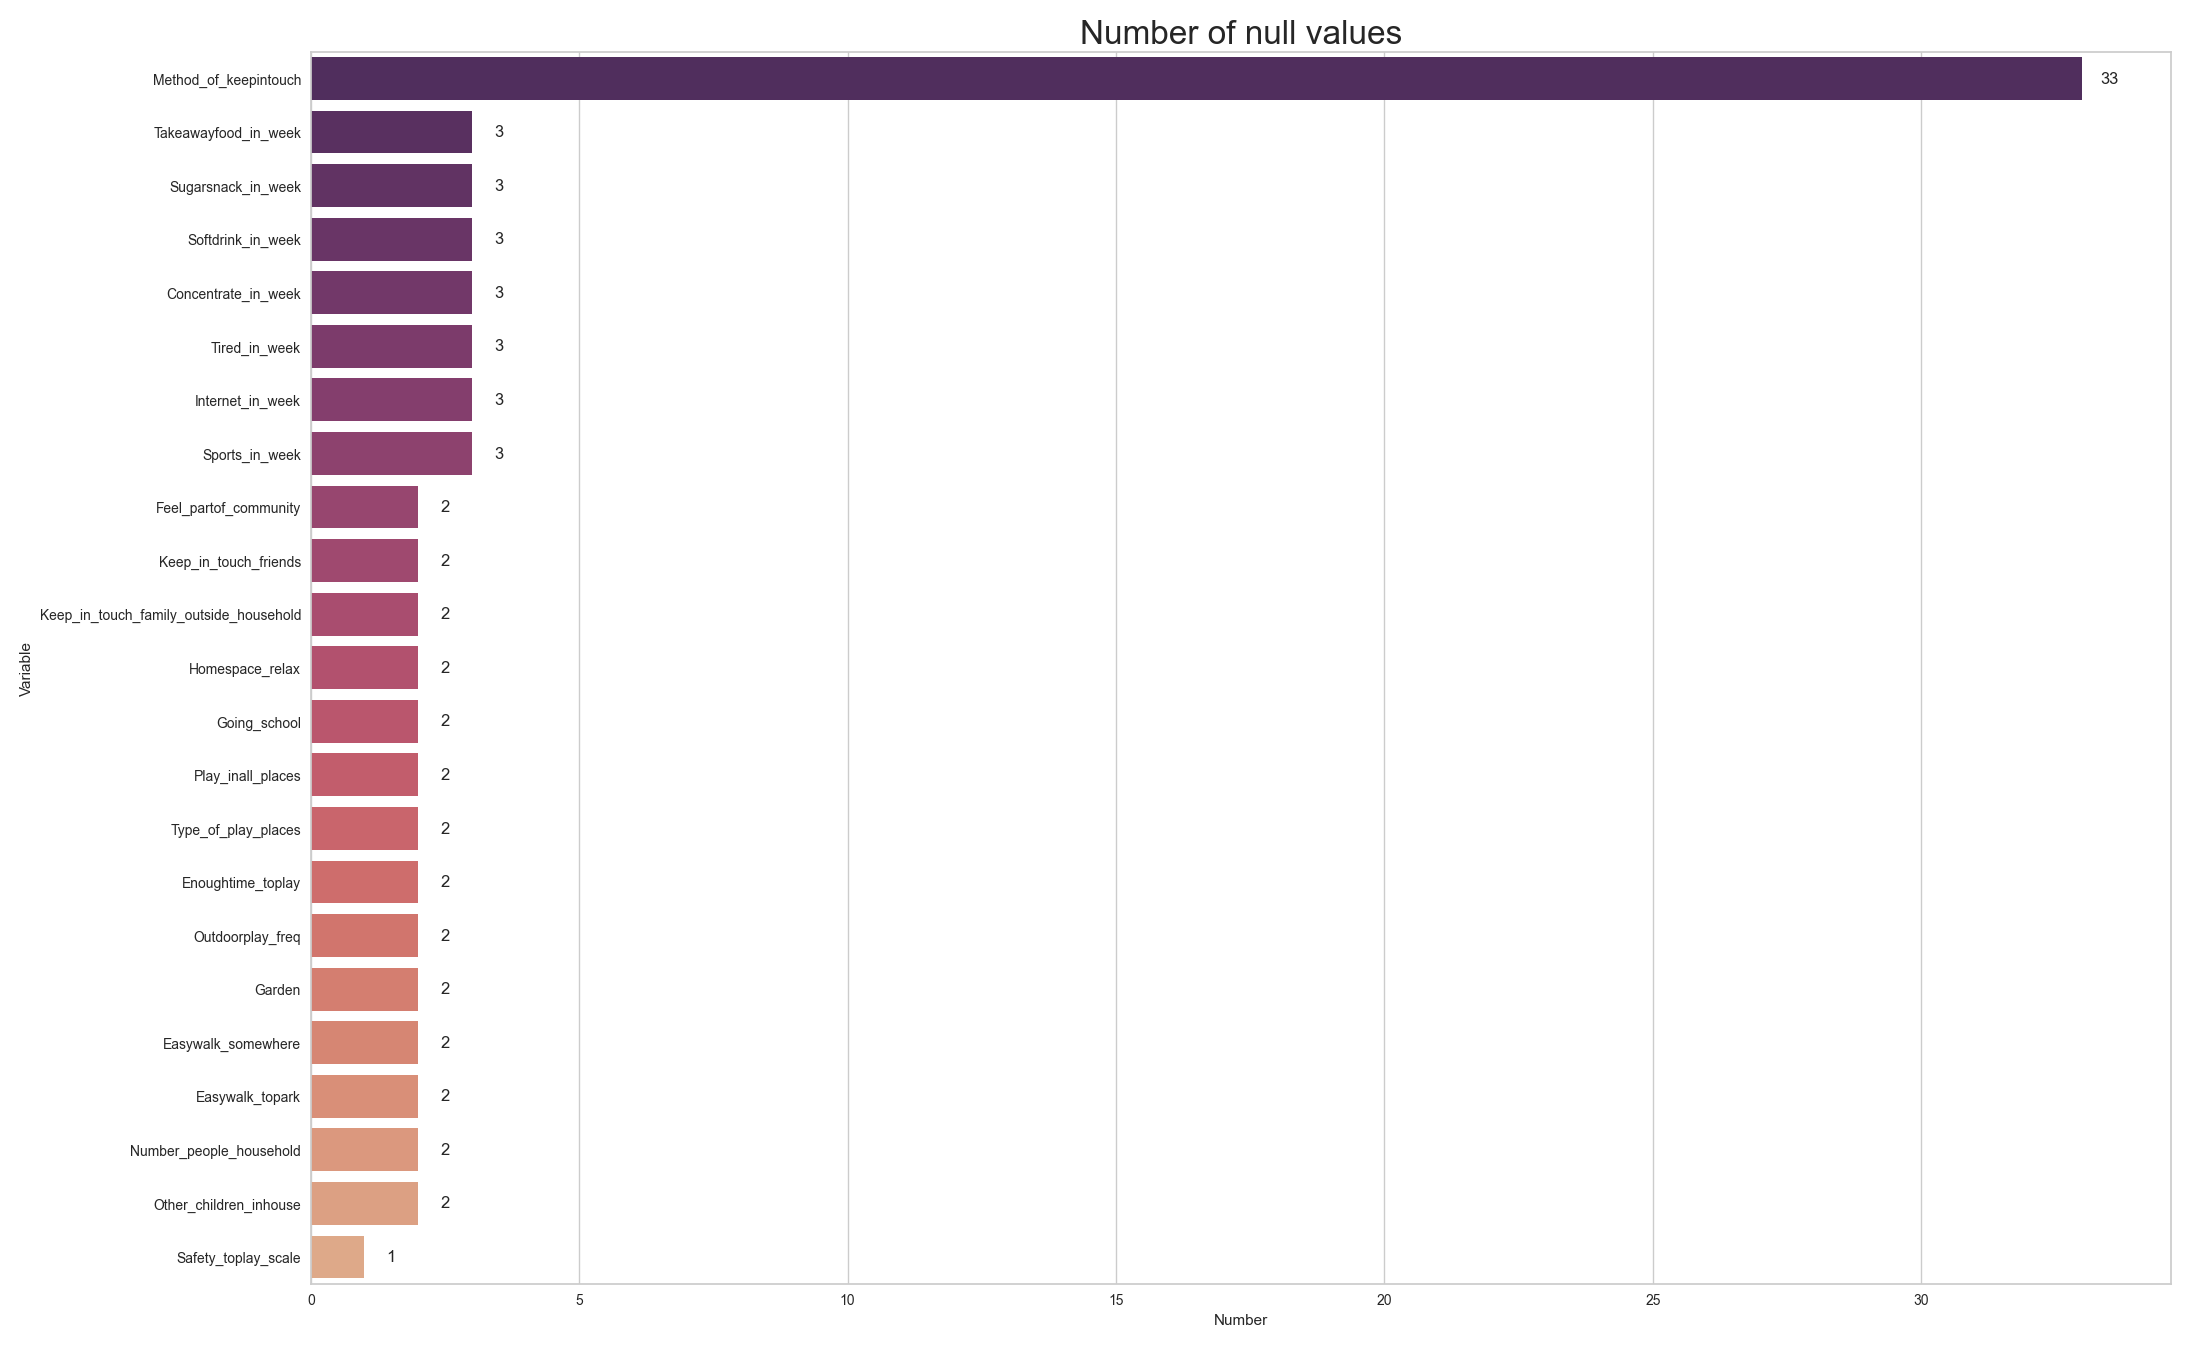 Number of null values
Method_of_keepintouch 33
Takeawayfood_in_week 3
Sugarsnack_in_week 3
Softdrink_in_week 3
Concentrate_in_week 3
Tired_in_week 3
Internet_in_week 3
Sports_in_week 3
Feel_partof_community 2
Keep_in_touch_friends 2
Keep_in_touch_family_outside_household 2
Homespace_relax 2
Going_school 2
Play_inall_places 2
Type_of_play_places 2
Enoughtime_toplay 2
Outdoorplay_freq 2
Garden 2
Easywalk_somewhere 2
Easywalk_topark 2
Number_people_household 2
Other_children_inhouse 2
Safety_toplay_scale 1
Variable
0 5 10 15 20 25 30
Number